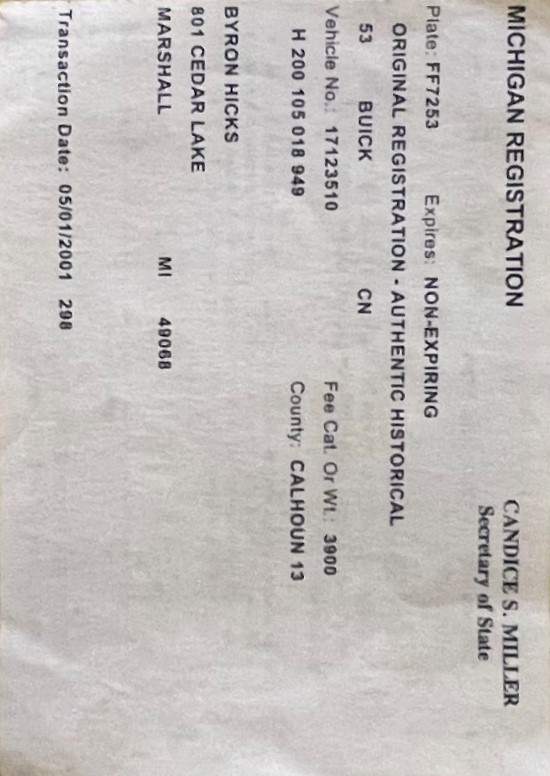 MICHIGAN REGISTRATION
CANDICE S. MILLER
Secretary of State
Plate: FF7253 Expires: NON-EXPIRING
ORIGINAL REGISTRATION - AUTHENTIC HISTORICAL
53 BUICK CN
Vehicle No.: 17123510 Fee Cat. Or Wt.: 3900
H 200 105 018 949 County: CALHOUN 13
BYRON HICKS
801 CEDAR LAKE
MARSHALL MI 49068
Transaction Date: 05/01/2001 298